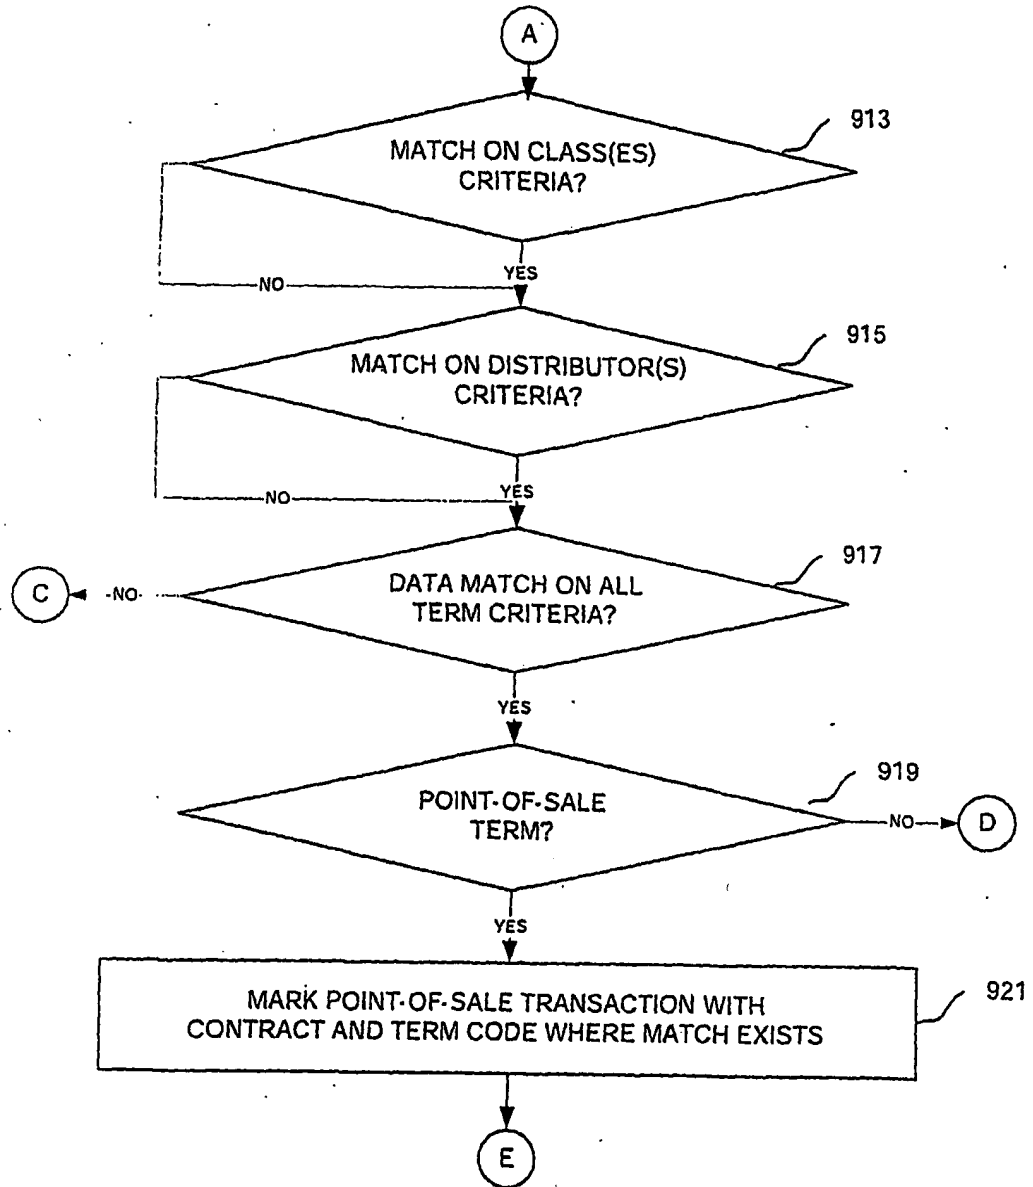 A
913
MATCH ON CLASS(ES)
CRITERIA?
YES
NO
915
MATCH ON DISTRIBUTOR(S)
CRITERIA?
YES
NO
917
DATA MATCH ON ALL
TERM CRITERIA?
C
NO
YES
919
POINT-OF-SALE
TERM?
NO
D
YES
921
MARK POINT-OF-SALE TRANSACTION WITH
CONTRACT AND TERM CODE WHERE MATCH EXISTS
E